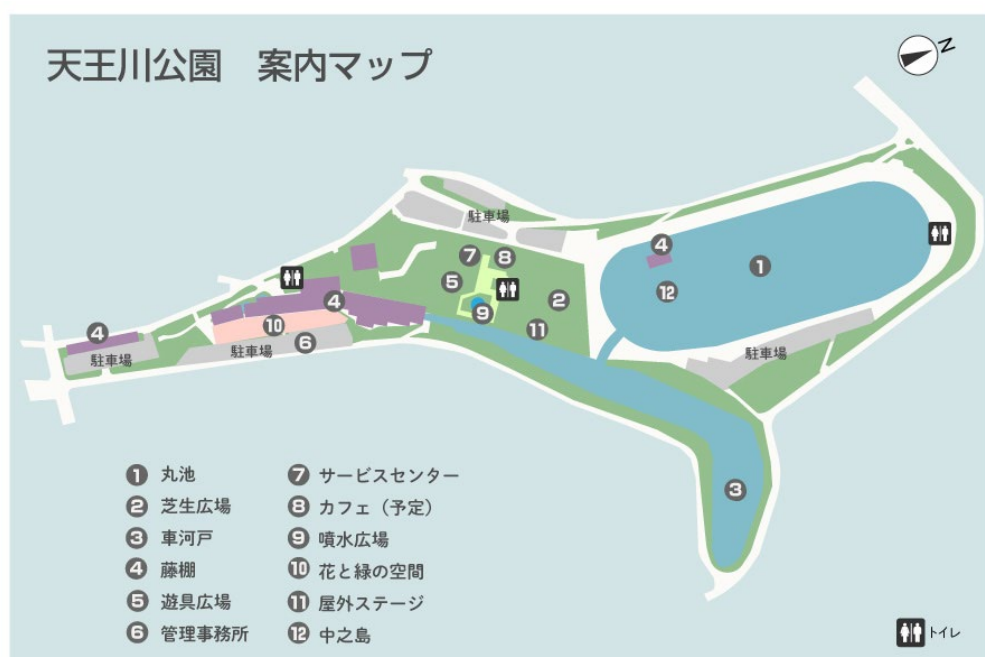 天王川公園 案内マップ
N
駐車場
4
1
7
8
12
5
2
4
9
11
4
10
6
駐車場
駐車場
駐車場
3
1 丸池
2 芝生広場
3 車河戸
4 藤棚
5 遊具広場
6 管理事務所
7 サービスセンター
8 カフェ（予定）
9 噴水広場
10 花と緑の空間
11 屋外ステージ
12 中之島
トイレ